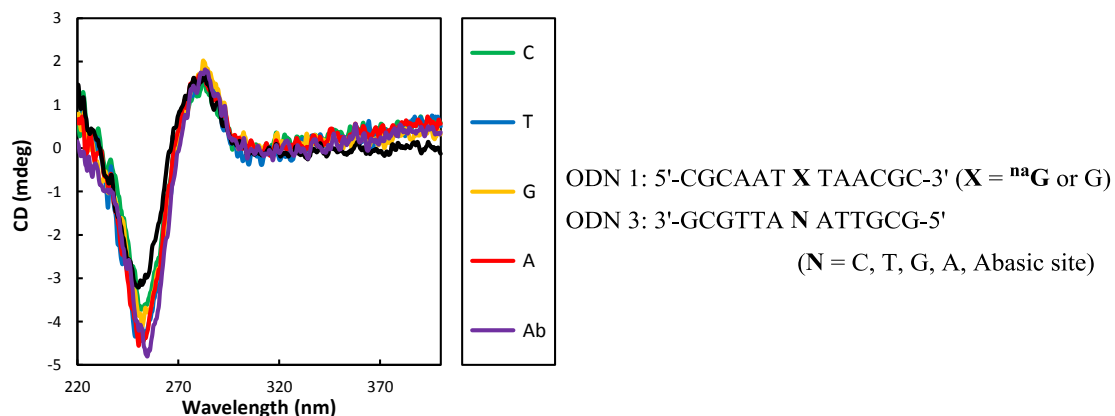 3
2
1
0
-1
-2
-3
-4
-5
CD (mdeg)
220
270
320
370
Wavelength (nm)
C
T
G
A
Ab
ODN 1: 5'-CGCAAT X TAACGC-3' (X = naG or G)
ODN 3: 3'-GCGTTA N ATTGCG-5'
(N = C, T, G, A, Abasic site)